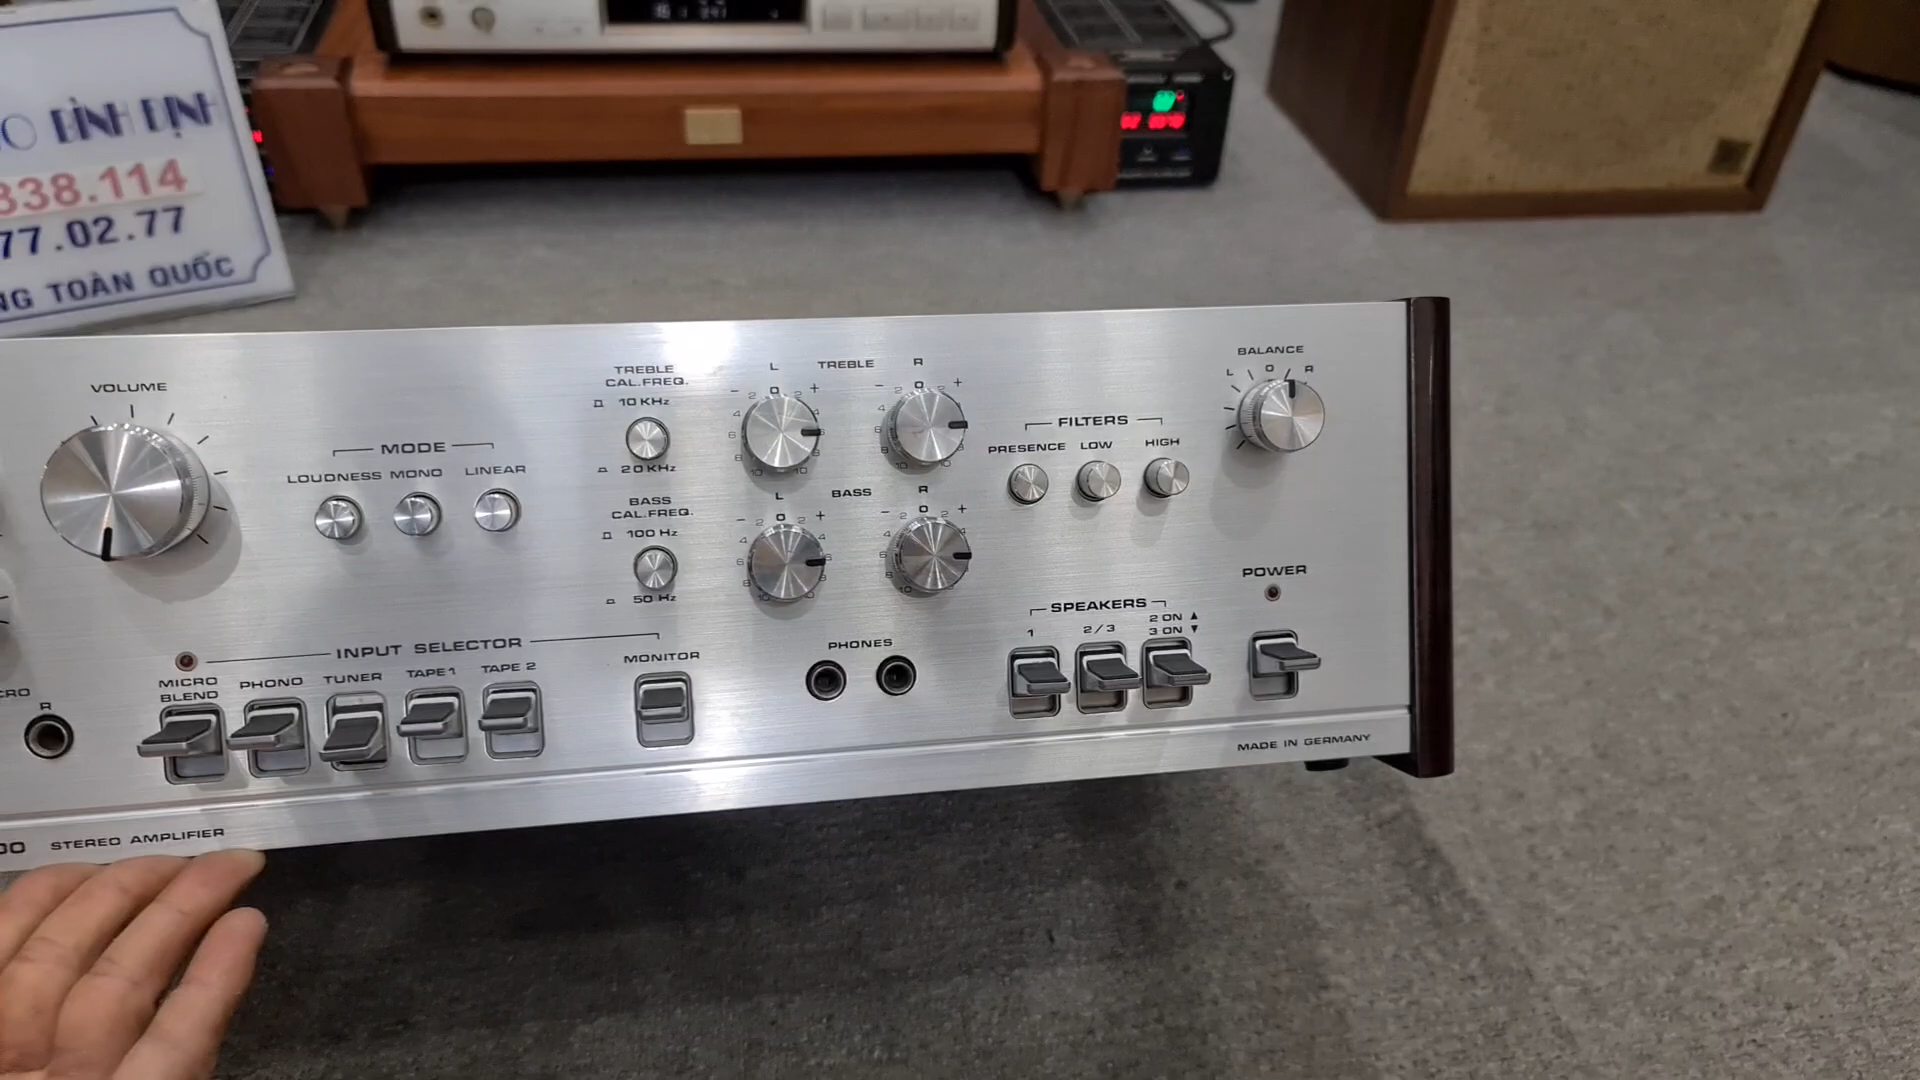 O BÌNH ĐỊNH
838.114
77.02.77
NG TOÀN QUỐC
VOLUME
MODE
LOUDNESS MONO LINEAR
TREBLE
CAL.FREQ.
10 KHz
20 KHz
BASS
CAL.FREQ.
100 Hz
50 Hz
L TREBLE R
L BASS R
FILTERS
PRESENCE LOW HIGH
BALANCE
L O R
POWER
SPEAKERS
1 2/3 2 ON ▲
3 ON ▼
PHONES
INPUT SELECTOR
MICRO
BLEND
PHONO TUNER TAPE 1 TAPE 2
MONITOR
CRO
R
MADE IN GERMANY
00 STEREO AMPLIFIER